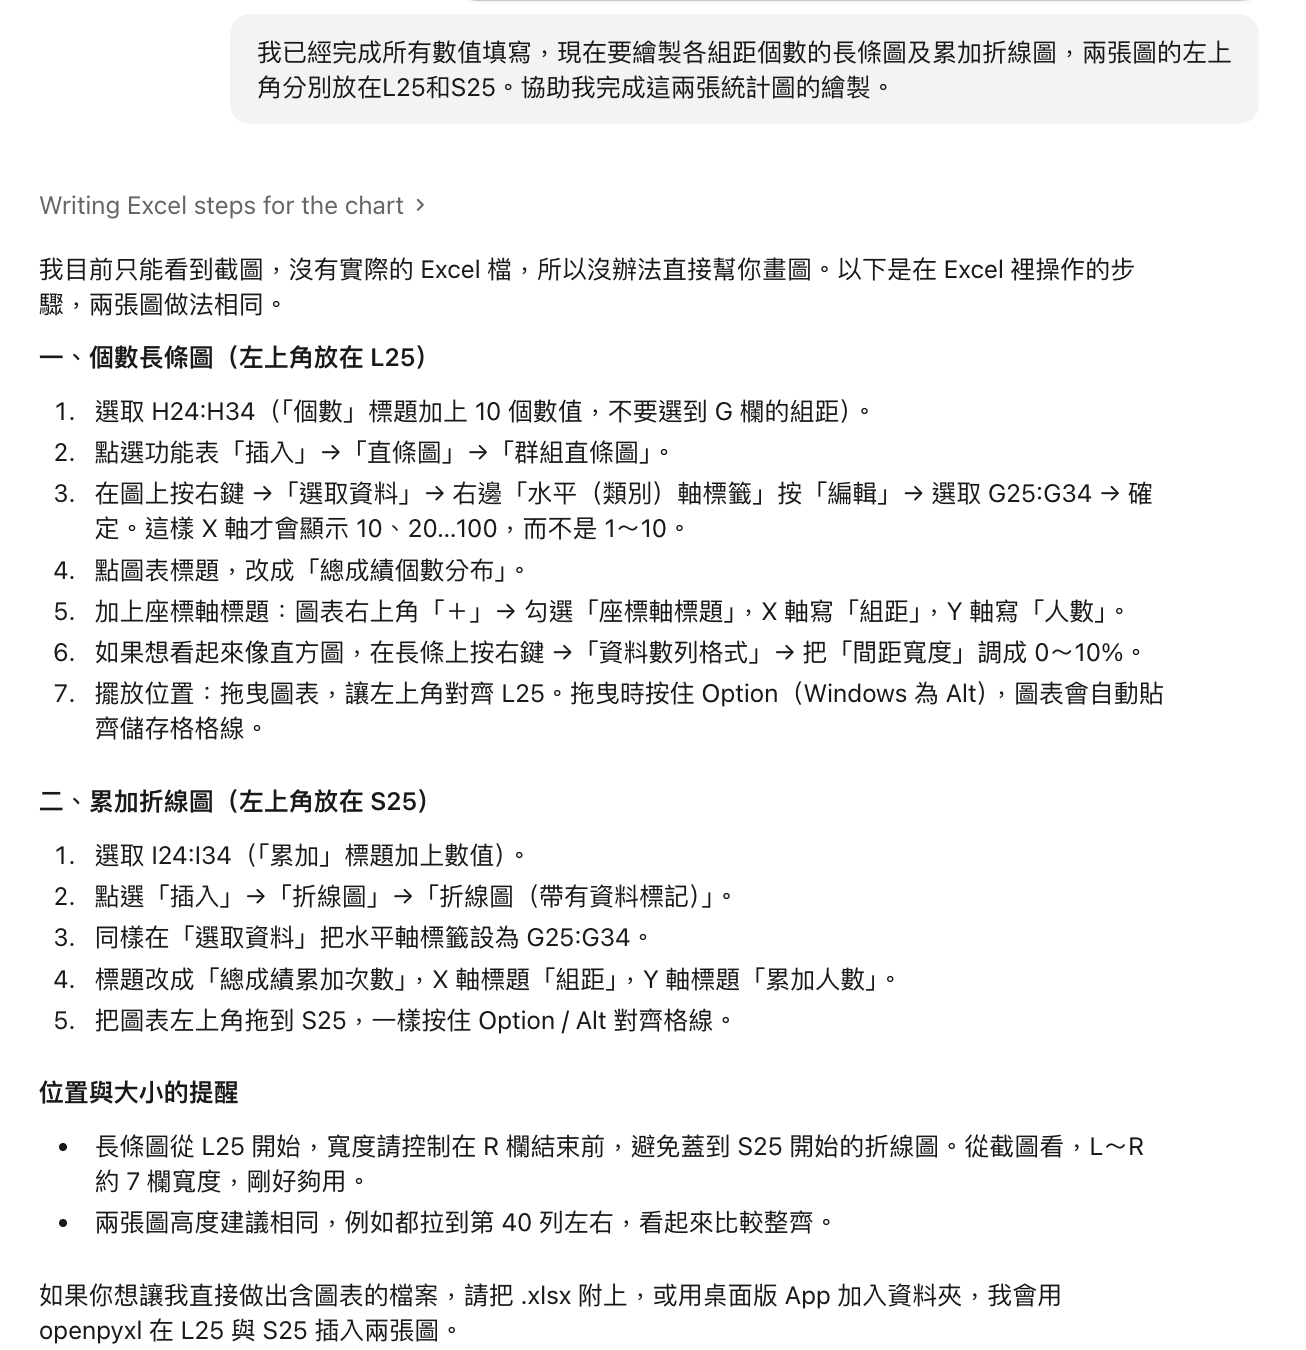 我已經完成所有數值填寫，現在要繪製各組距個數的長條圖及累加折線圖，兩張圖的左上
角分別放在L25和S25。協助我完成這兩張統計圖的繪製。
Writing Excel steps for the chart >
我目前只能看到截圖，沒有實際的 Excel 檔，所以沒辦法直接幫你畫圖。以下是在 Excel 裡操作的步
驟，兩張圖做法相同。
一、個數長條圖（左上角放在 L25）
1. 選取 H24:H34（「個數」標題加上 10 個數值，不要選到 G 欄的組距）。
2. 點選功能表「插入」→「直條圖」→「群組直條圖」。
3. 在圖上按右鍵 →「選取資料」→ 右邊「水平（類別）軸標籤」按「編輯」→ 選取 G25:G34 → 確
定。這樣 X 軸才會顯示 10、20…100，而不是 1～10。
4. 點圖表標題，改成「總成績個數分布」。
5. 加上座標軸標題：圖表右上角「＋」→ 勾選「座標軸標題」，X 軸寫「組距」，Y 軸寫「人數」。
6. 如果想看起來像直方圖，在長條上按右鍵 →「資料數列格式」→ 把「間距寬度」調成 0～10%。
7. 擺放位置：拖曳圖表，讓左上角對齊 L25。拖曳時按住 Option（Windows 為 Alt），圖表會自動貼
齊儲存格格線。
二、累加折線圖（左上角放在 S25）
1. 選取 I24:I34（「累加」標題加上數值）。
2. 點選「插入」→「折線圖」→「折線圖（帶有資料標記）」。
3. 同樣在「選取資料」把水平軸標籤設為 G25:G34。
4. 標題改成「總成績累加次數」，X 軸標題「組距」，Y 軸標題「累加人數」。
5. 把圖表左上角拖到 S25，一樣按住 Option / Alt 對齊格線。
位置與大小的提醒
• 長條圖從 L25 開始，寬度請控制在 R 欄結束前，避免蓋到 S25 開始的折線圖。從截圖看，L～R
約 7 欄寬度，剛好夠用。
• 兩張圖高度建議相同，例如都拉到第 40 列左右，看起來比較整齊。
如果你想讓我直接做出含圖表的檔案，請把 .xlsx 附上，或用桌面版 App 加入資料夾，我會用
openpyxl 在 L25 與 S25 插入兩張圖。